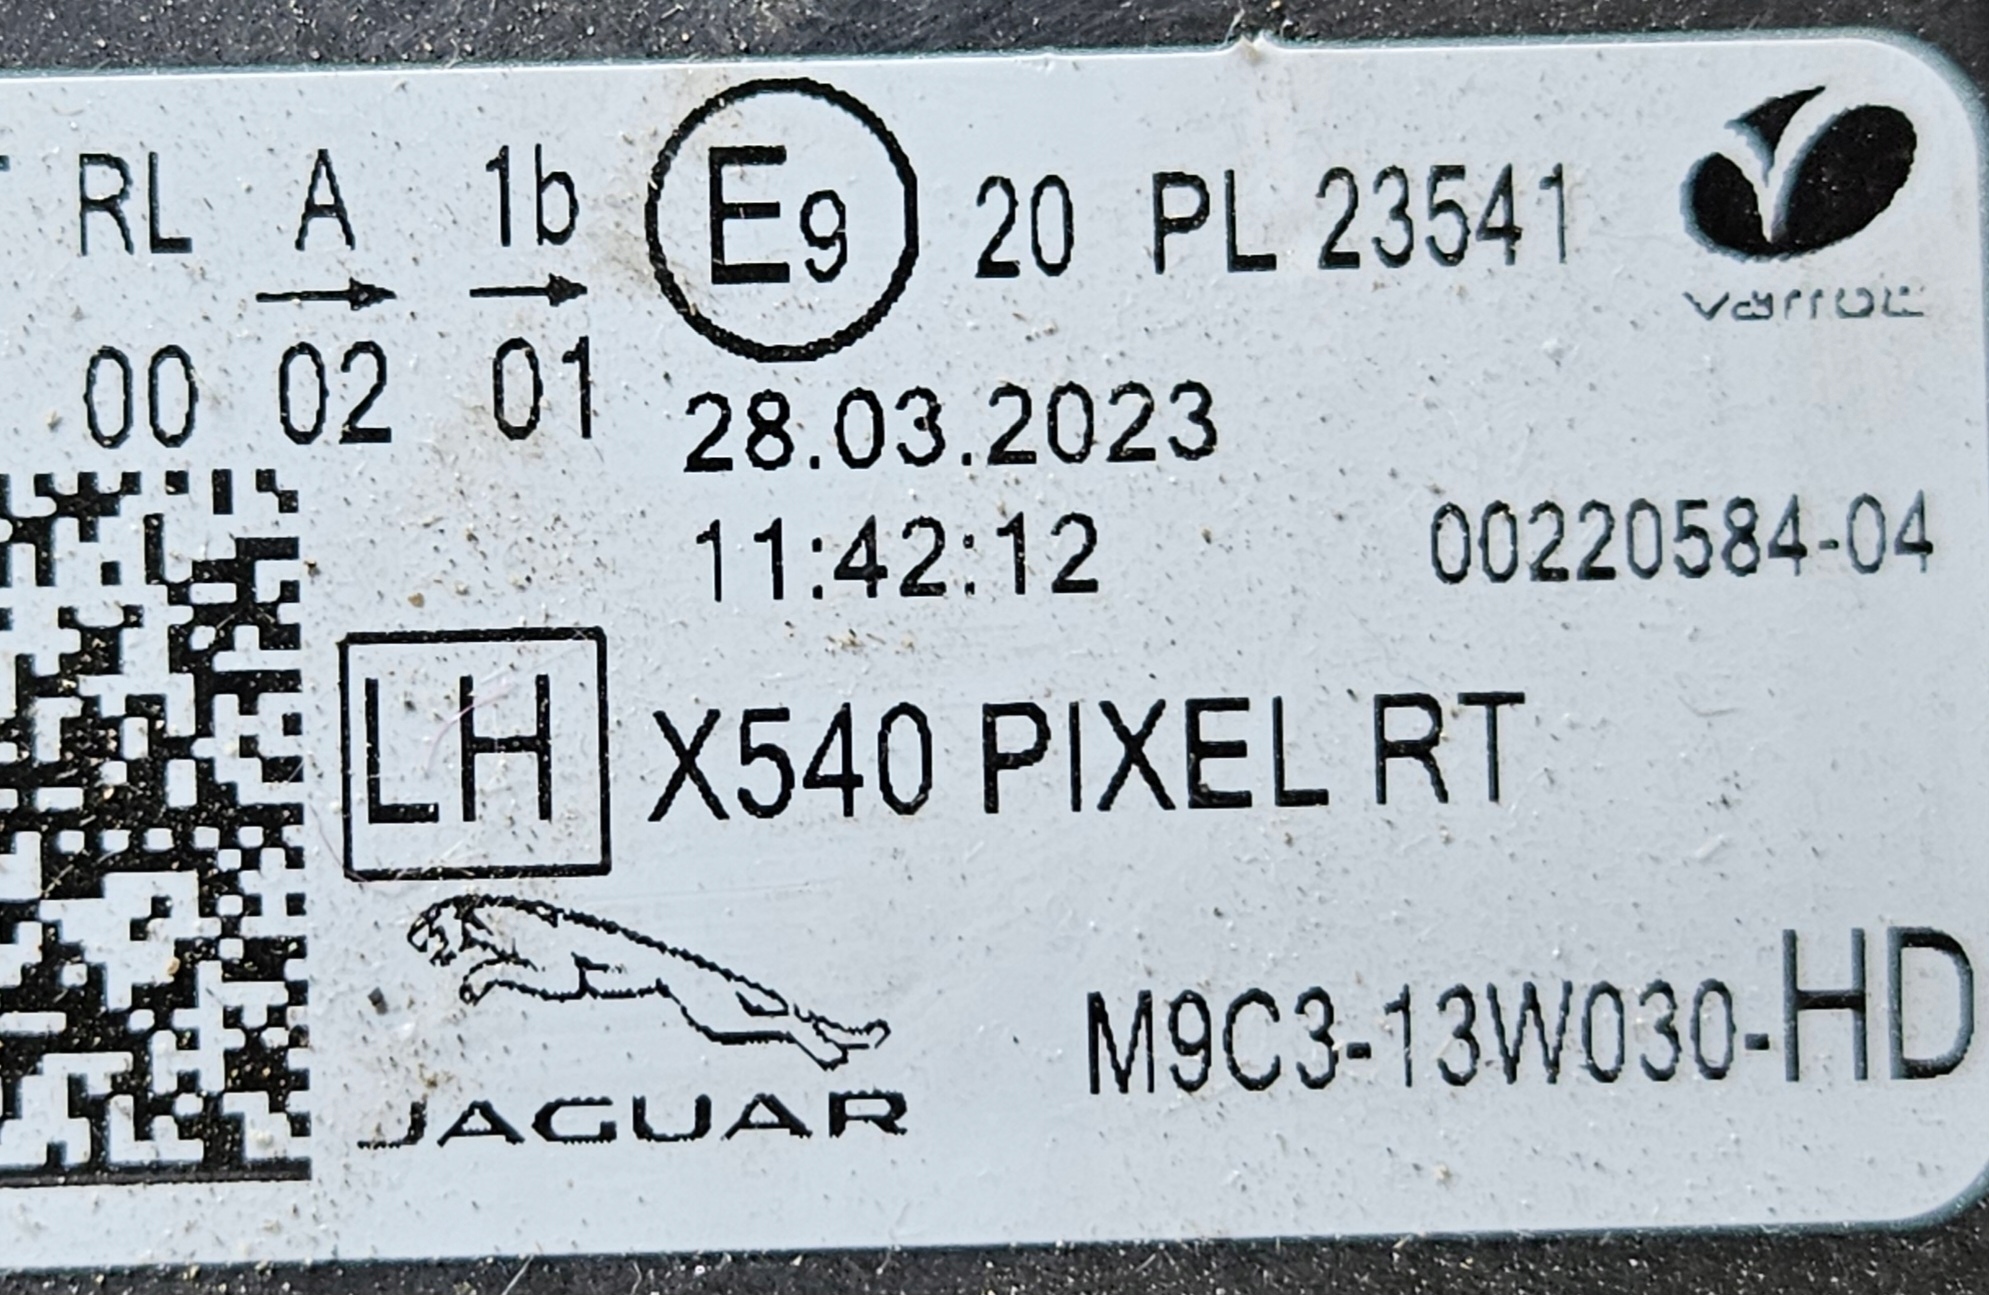 RL A 1b E9 20 PL 23541
varroc
00 02 01
28.03.2023
11:42:12 00220584-04
LH X540 PIXEL RT
M9C3-13W030-HD
JAGUAR